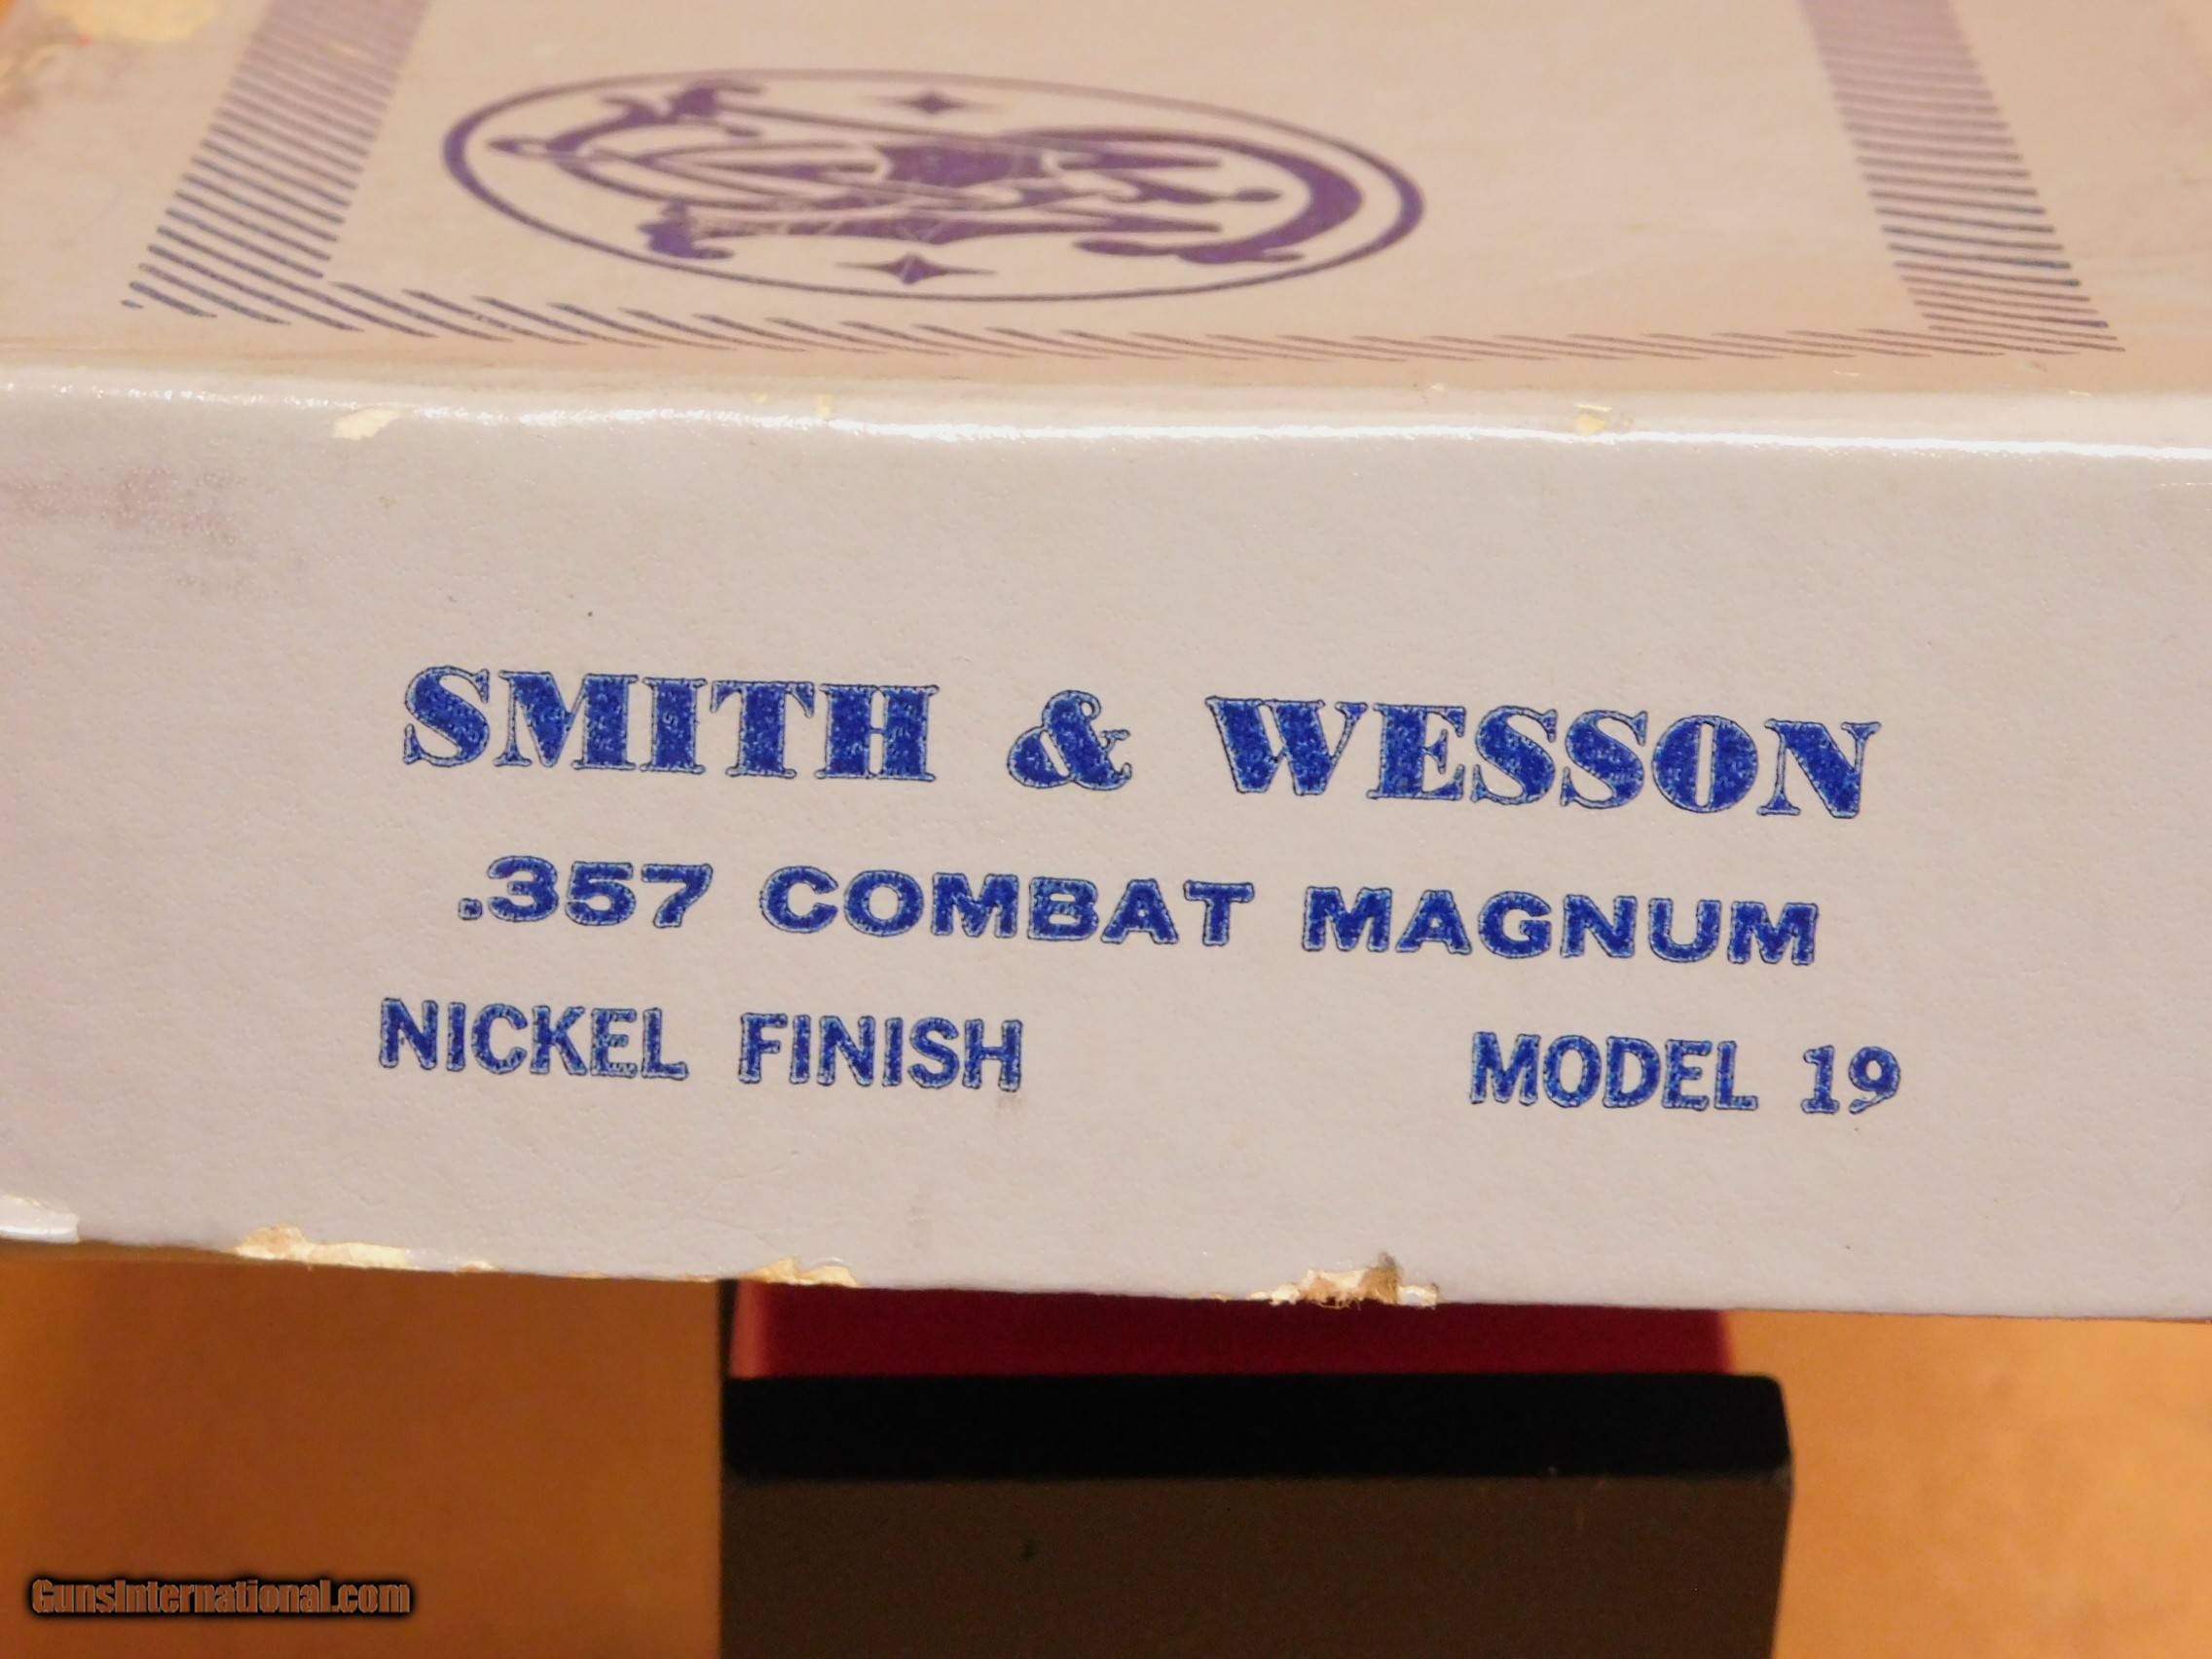 SMITH & WESSON
.357 COMBAT MAGNUM
NICKEL FINISH MODEL 19
GunsInternational.com